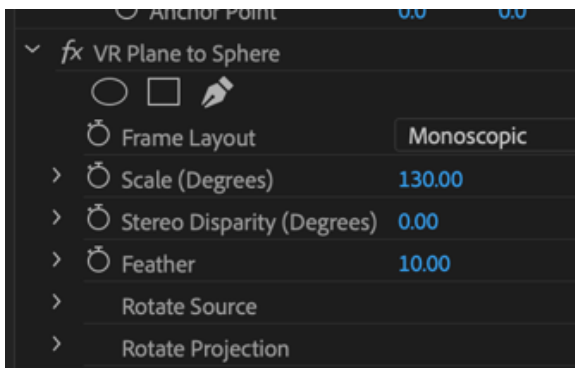 Anchor Point 0.0 0.0
fx VR Plane to Sphere
Frame Layout Monoscopic
Scale (Degrees) 130.00
Stereo Disparity (Degrees) 0.00
Feather 10.00
Rotate Source
Rotate Projection